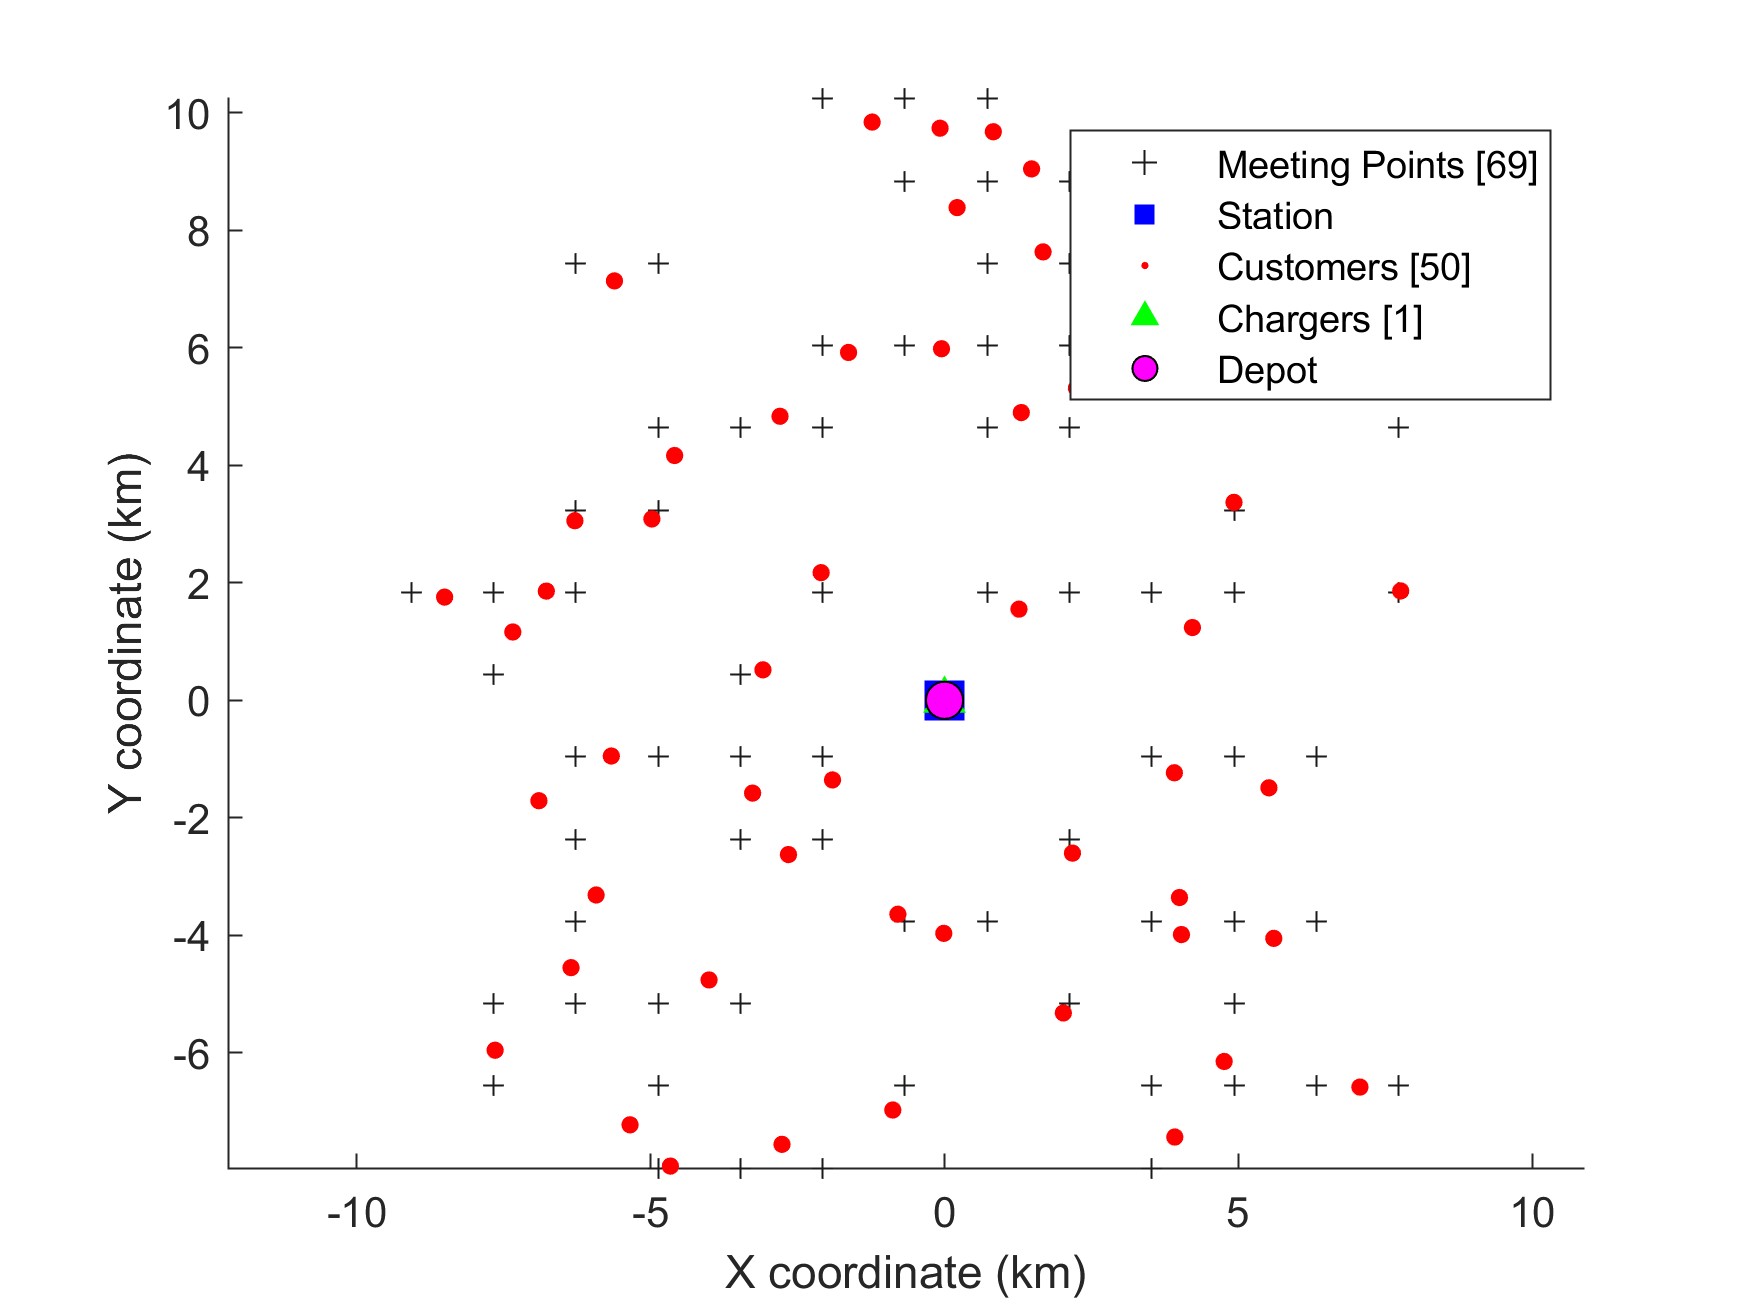 10
8
6
4
2
0
-2
-4
-6
Y coordinate (km)
Meeting Points [69]
Station
Customers [50]
Chargers [1]
Depot
-10
-5
0
5
10
X coordinate (km)